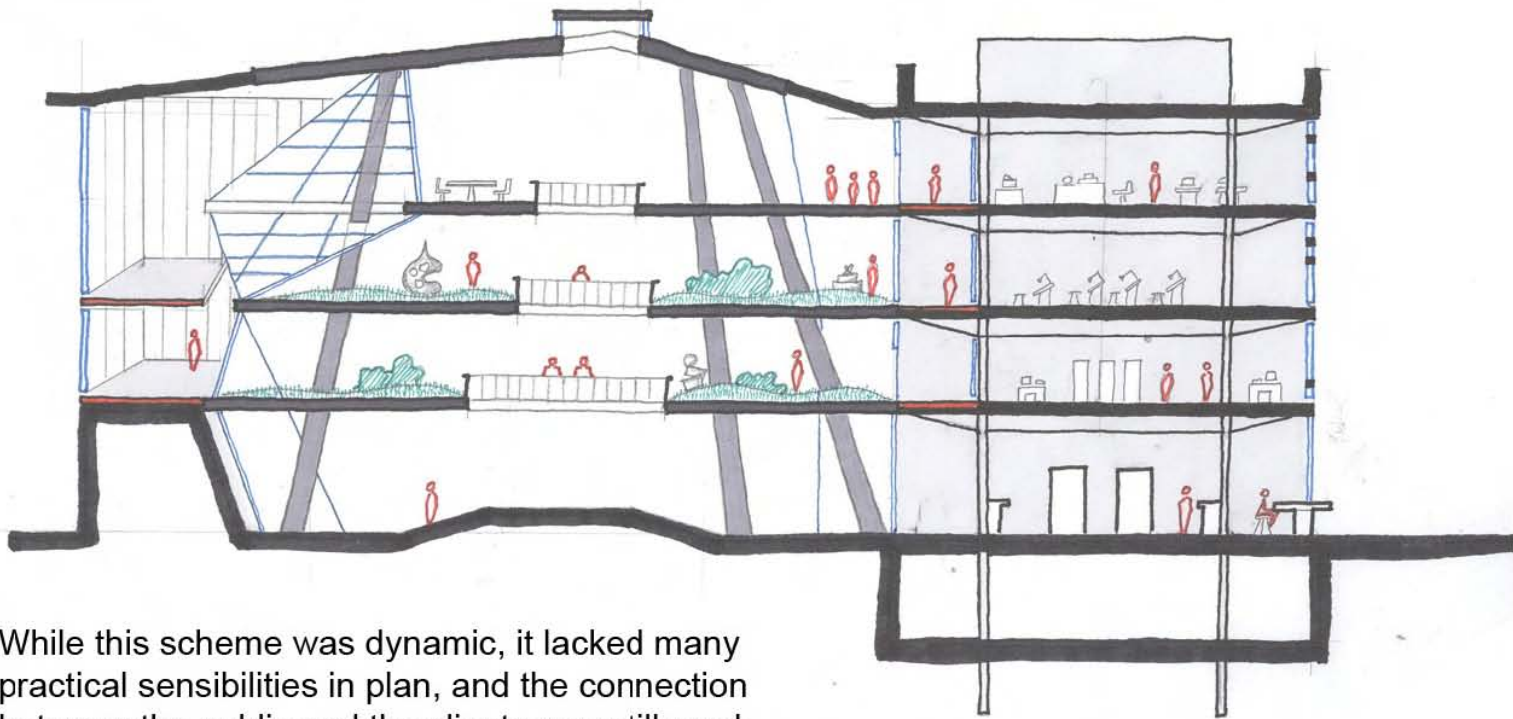 While this scheme was dynamic, it lacked many
practical sensibilities in plan, and the connection